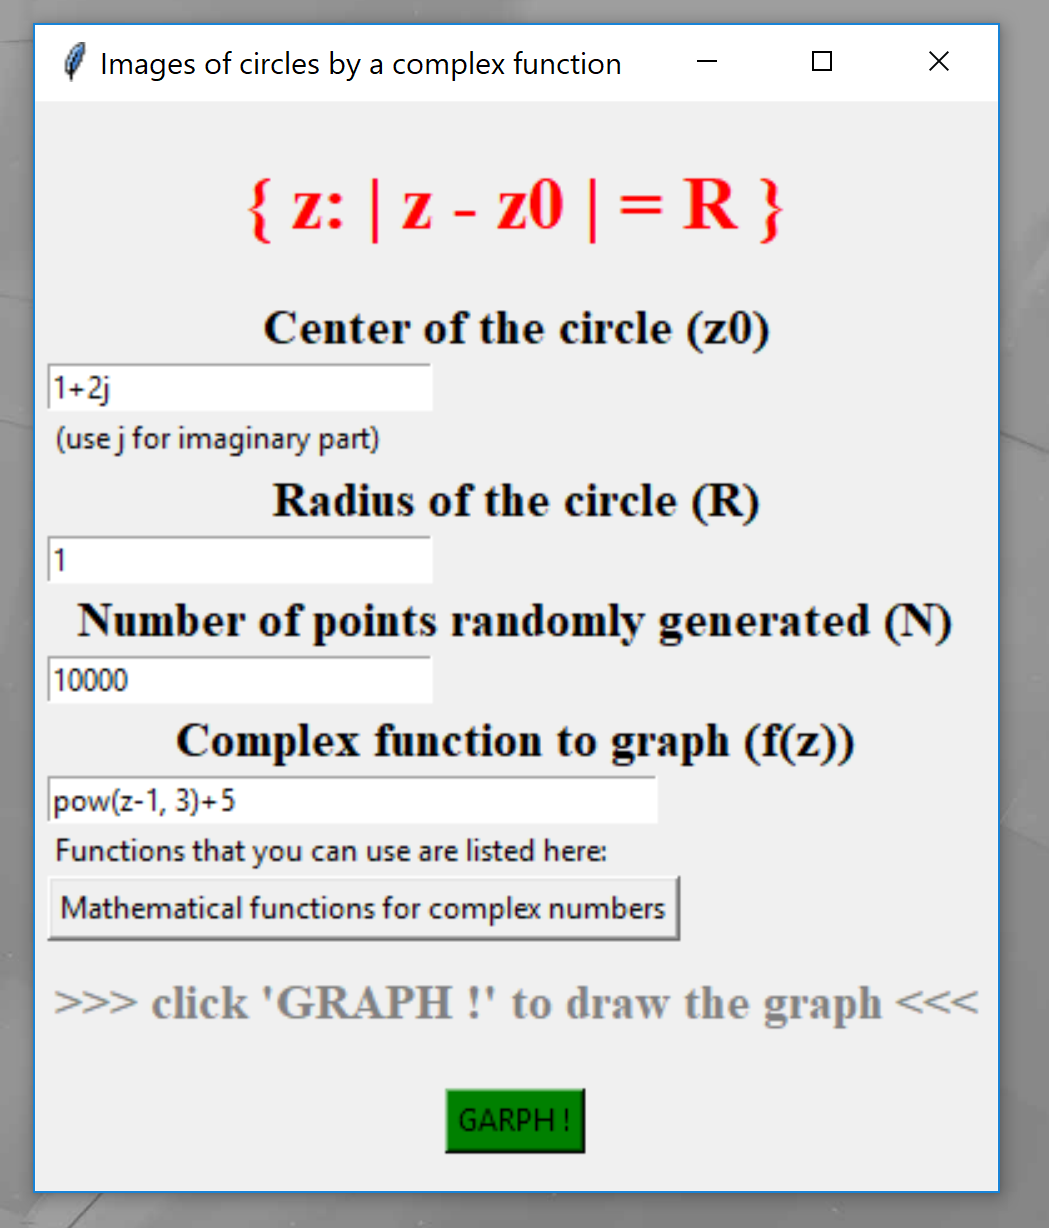 Images of circles by a complex function
{ z: | z - z0 | = R }
Center of the circle (z0)
1+2j
(use j for imaginary part)
Radius of the circle (R)
1
Number of points randomly generated (N)
10000
Complex function to graph (f(z))
pow(z-1, 3)+5
Functions that you can use are listed here:
Mathematical functions for complex numbers
>>> click 'GRAPH !' to draw the graph <<<
GARPH !